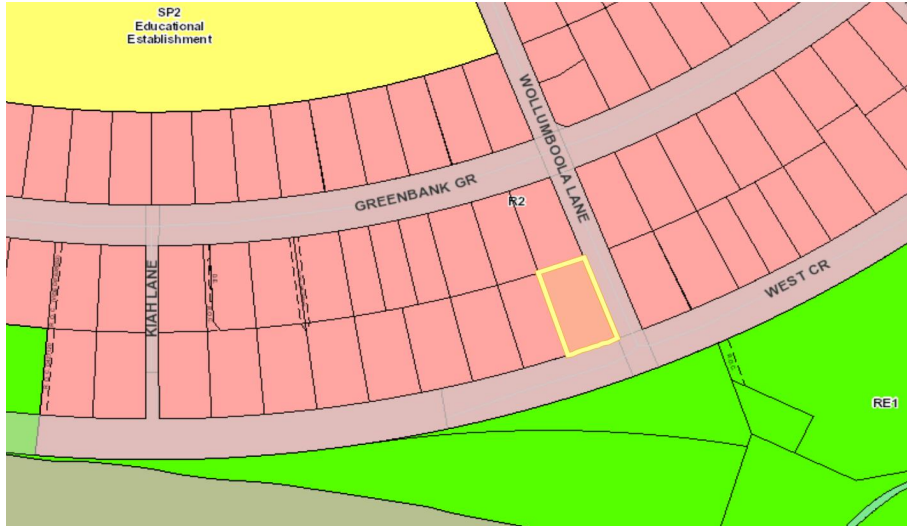 SP2
Educational
Establishment
WOLLUMBOOLA LANE
GREENBANK GR
R2
KIAH LANE
WEST CR
RE1